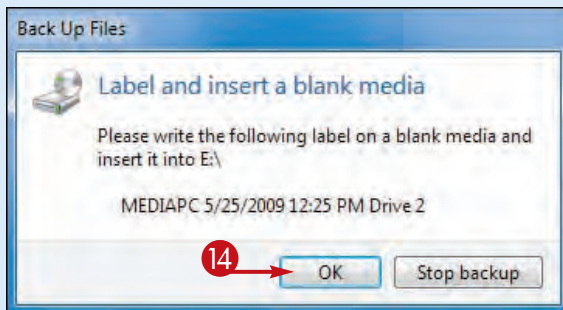 Back Up Files
Label and insert a blank media
Please write the following label on a blank media and
insert it into E:\
MEDIAPC 5/25/2009 12:25 PM Drive 2
14
OK
Stop backup